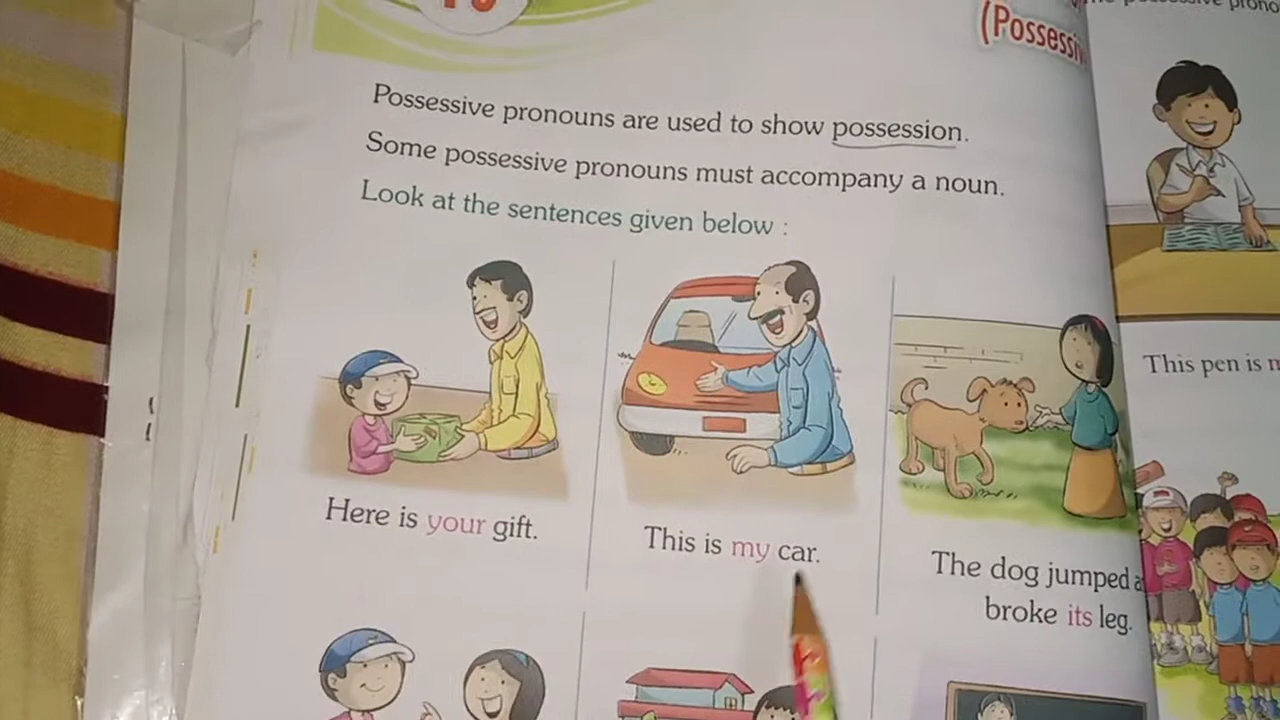 (Possessi
Possessive pronouns are used to show possession.
Some possessive pronouns must accompany a noun.
Look at the sentences given below :
Here is your gift.
This is my car.
The dog jumped a
broke its leg.
This pen is